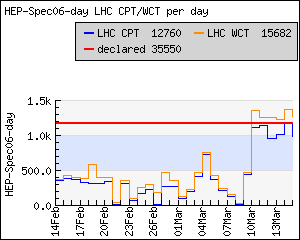 HEP-Spec06-day LHC CPT/WCT per day
LHC CPT 12760 LHC WCT 15682
declared 35550
HEP-Spec06-day
1.5k
1.0k
500.0
0.0
14Feb 17Feb 20Feb 23Feb 26Feb 01Mar 04Mar 07Mar 10Mar 13Mar